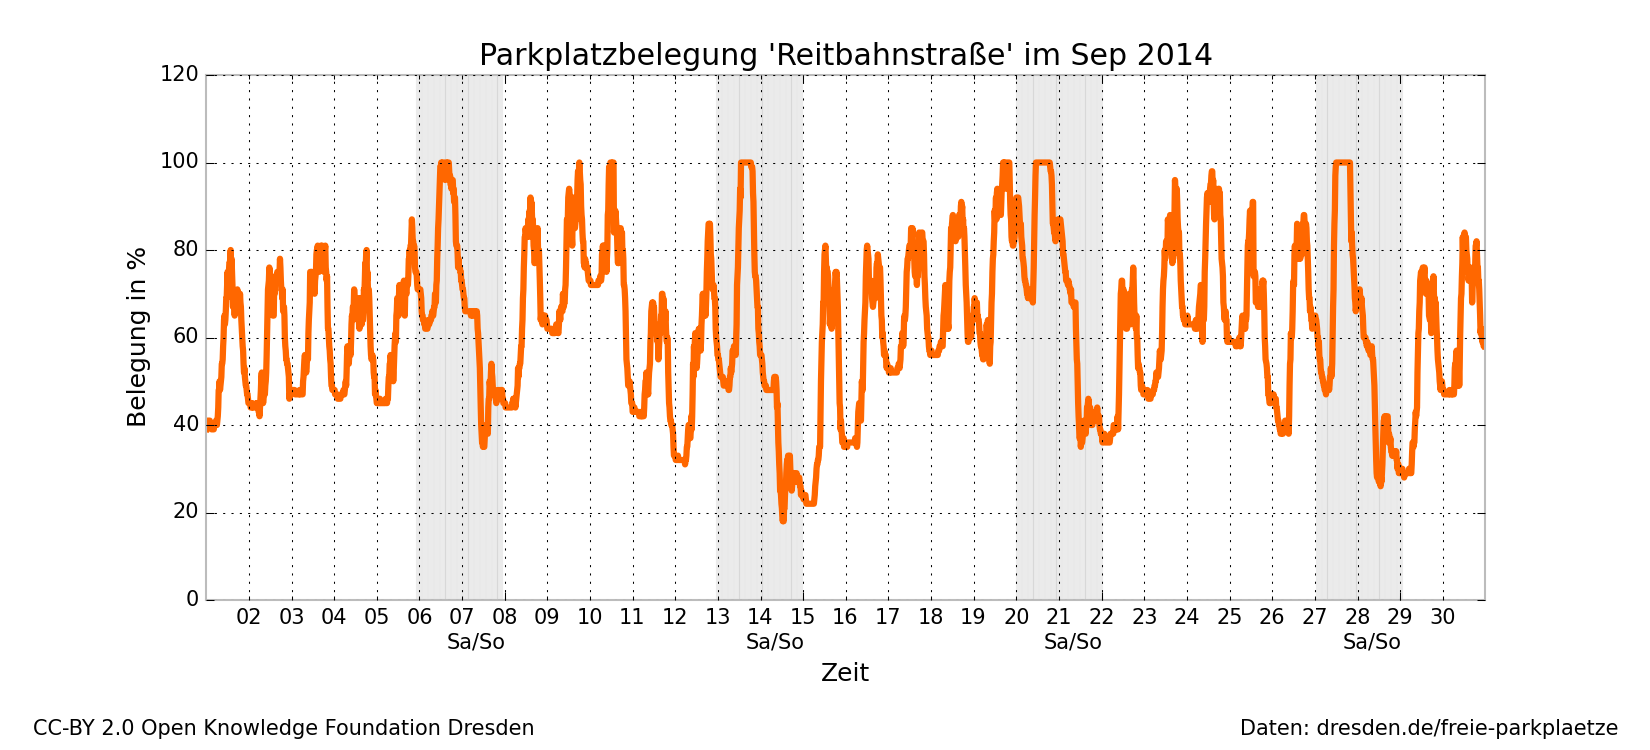 Parkplatzbelegung 'Reitbahnstraße' im Sep 2014
120
100
80
60
40
20
0
Belegung in %
02 03 04 05 06 07 08 09 10 11 12 13 14 15 16 17 18 19 20 21 22 23 24 25 26 27 28 29 30
Sa/So Sa/So Sa/So Sa/So
Zeit
CC-BY 2.0 Open Knowledge Foundation Dresden
Daten: dresden.de/freie-parkplaetze